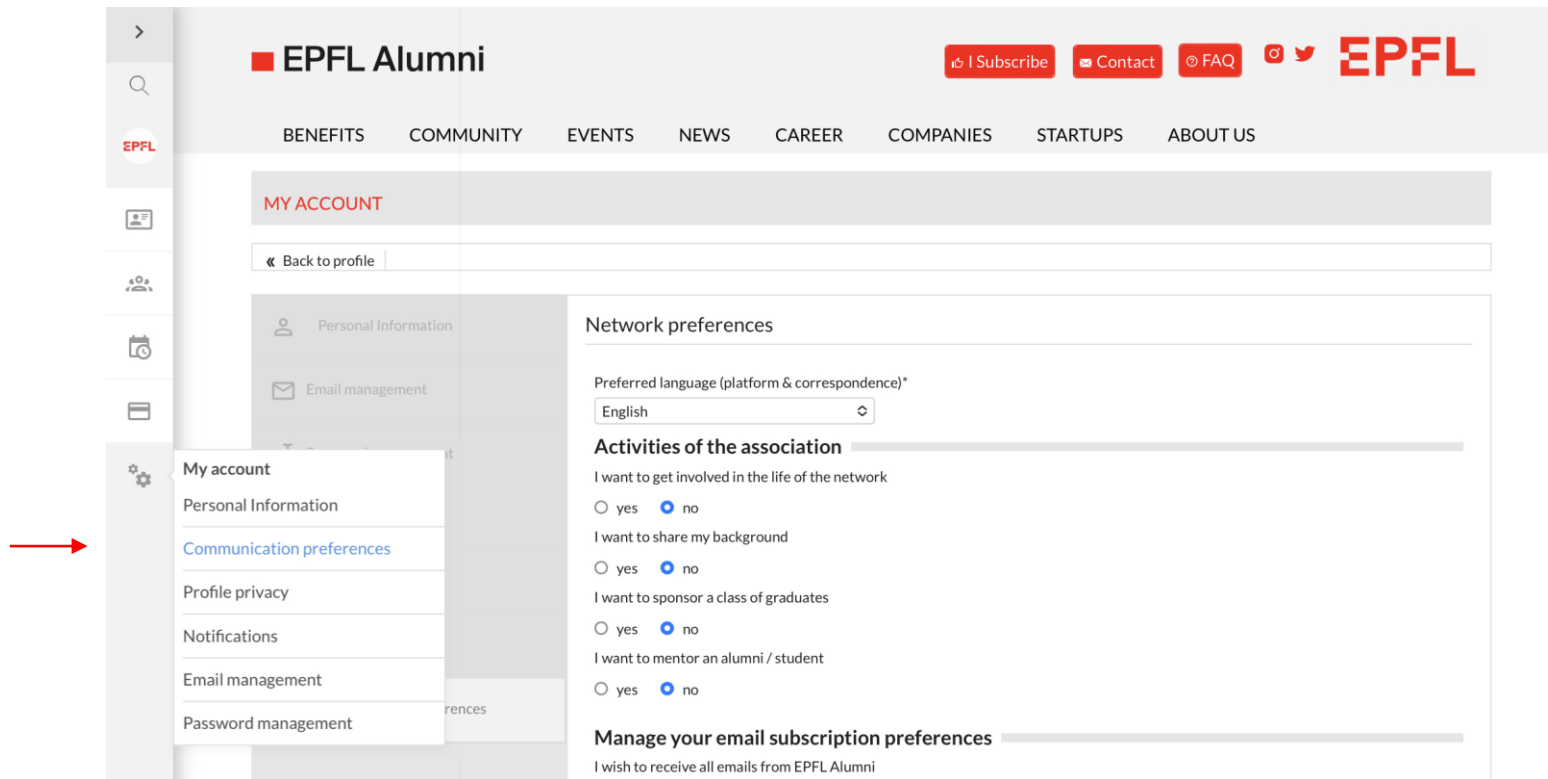 EPFL Alumni
I Subscribe
Contact
FAQ
EPFL
BENEFITS COMMUNITY EVENTS NEWS CAREER COMPANIES STARTUPS ABOUT US
EPFL
MY ACCOUNT
« Back to profile
Personal Information
Email management
My account
Personal Information
Communication preferences
Profile privacy
Notifications
Email management
Password management
rences
Network preferences
Preferred language (platform & correspondence)*
English
Activities of the association
I want to get involved in the life of the network
yes no
I want to share my background
yes no
I want to sponsor a class of graduates
yes no
I want to mentor an alumni / student
yes no
Manage your email subscription preferences
I wish to receive all emails from EPFL Alumni